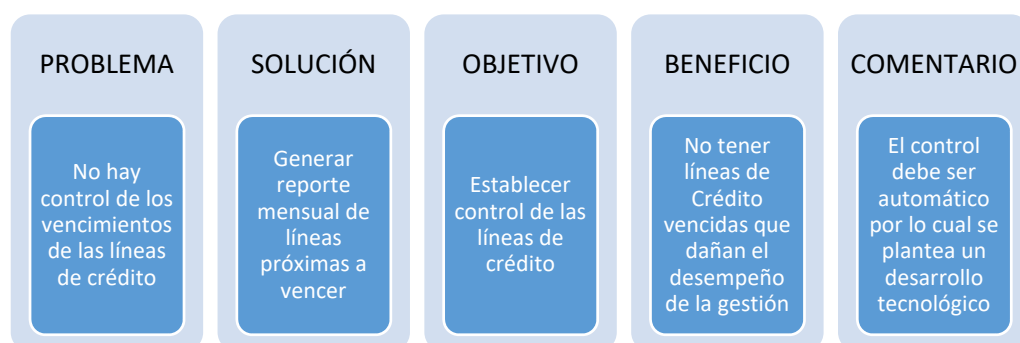 PROBLEMA
No hay
control de los
vencimientos
de las líneas
de crédito
SOLUCIÓN
Generar
reporte
mensual de
líneas
próximas a
vencer
OBJETIVO
Establecer
control de las
líneas de
crédito
BENEFICIO
No tener
líneas de
Crédito
vencidas que
dañan el
desempeño
de la gestión
COMENTARIO
El control
debe ser
automático
por lo cual se
plantea un
desarrollo
tecnológico